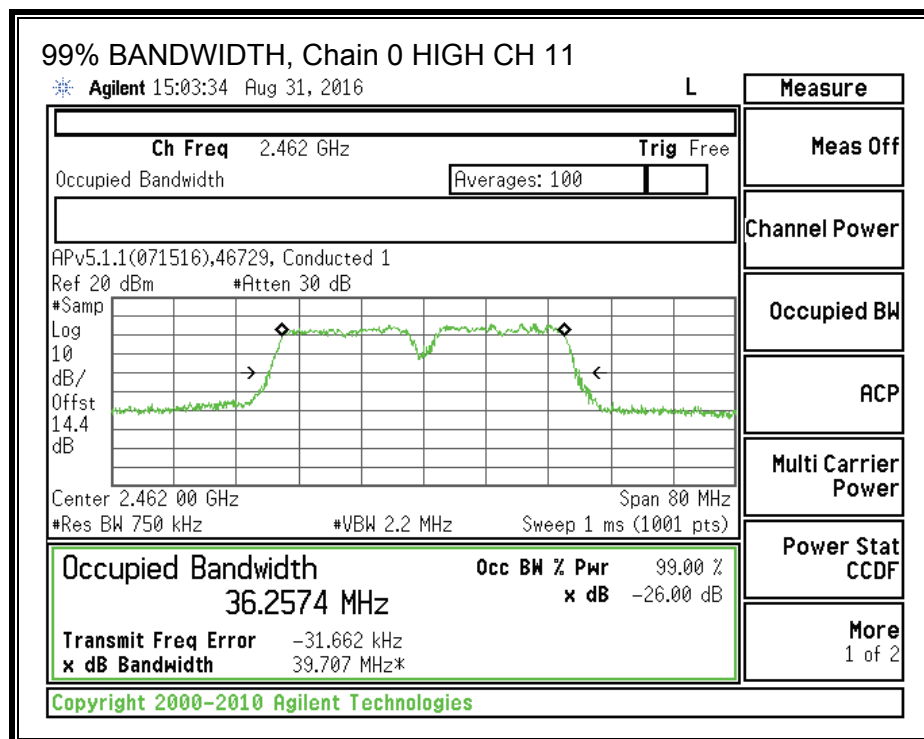 99% BANDWIDTH, Chain 0 HIGH CH 11
Agilent 15:03:34 Aug 31, 2016 L
Measure
Ch Freq 2.462 GHz Trig Free
Meas Off
Occupied Bandwidth Averages: 100
Channel Power
APv5.1.1(071516),46729, Conducted 1
Ref 20 dBm #Atten 30 dB
#Samp
Log
10
dB/
Offst
14.4
dB
Occupied BW
ACP
Multi Carrier
Power
Center 2.462 00 GHz Span 80 MHz
#Res BW 750 kHz #VBW 2.2 MHz Sweep 1 ms (1001 pts)
Power Stat
CCDF
Occupied Bandwidth Occ BW % Pwr 99.00 %
36.2574 MHz x dB -26.00 dB
Transmit Freq Error -31.662 kHz
x dB Bandwidth 39.707 MHz*
More
1 of 2
Copyright 2000-2010 Agilent Technologies